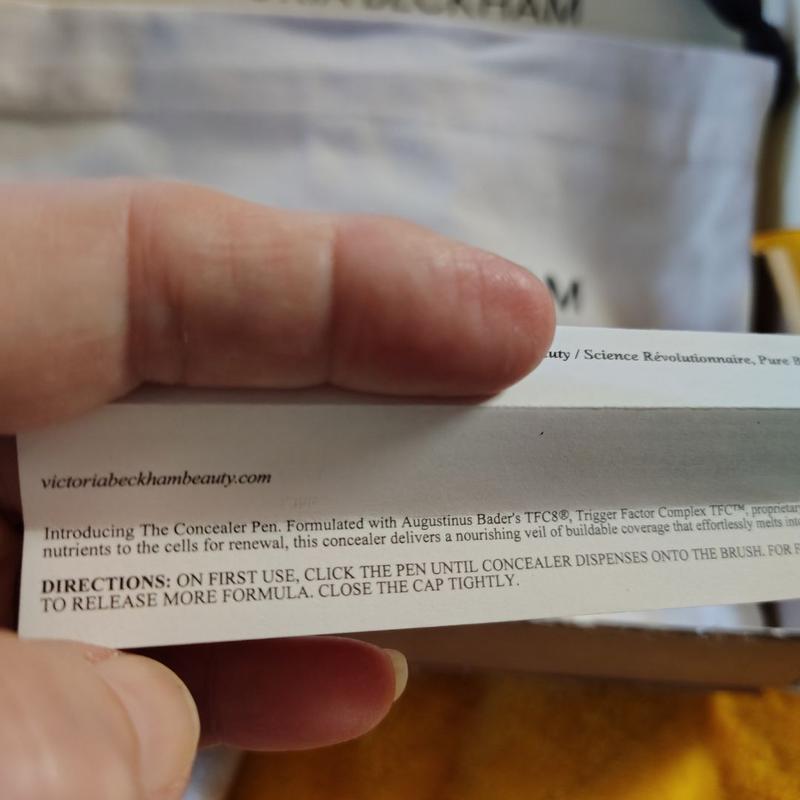 BECKHAM
M
/ Science Révolutionnaire, Pure
victoriabeckhambeauty.com
Introducing The Concealer Pen. Formulated with Augustinus Bader's TFC8®, Trigger Factor Complex TFC™, proprietary
nutrients to the cells for renewal, this concealer delivers a nourishing veil of buildable coverage that effortlessly melts
DIRECTIONS: ON FIRST USE, CLICK THE PEN UNTIL CONCEALER DISPENSES ONTO THE BRUSH. FOR
TO RELEASE MORE FORMULA. CLOSE THE CAP TIGHTLY.